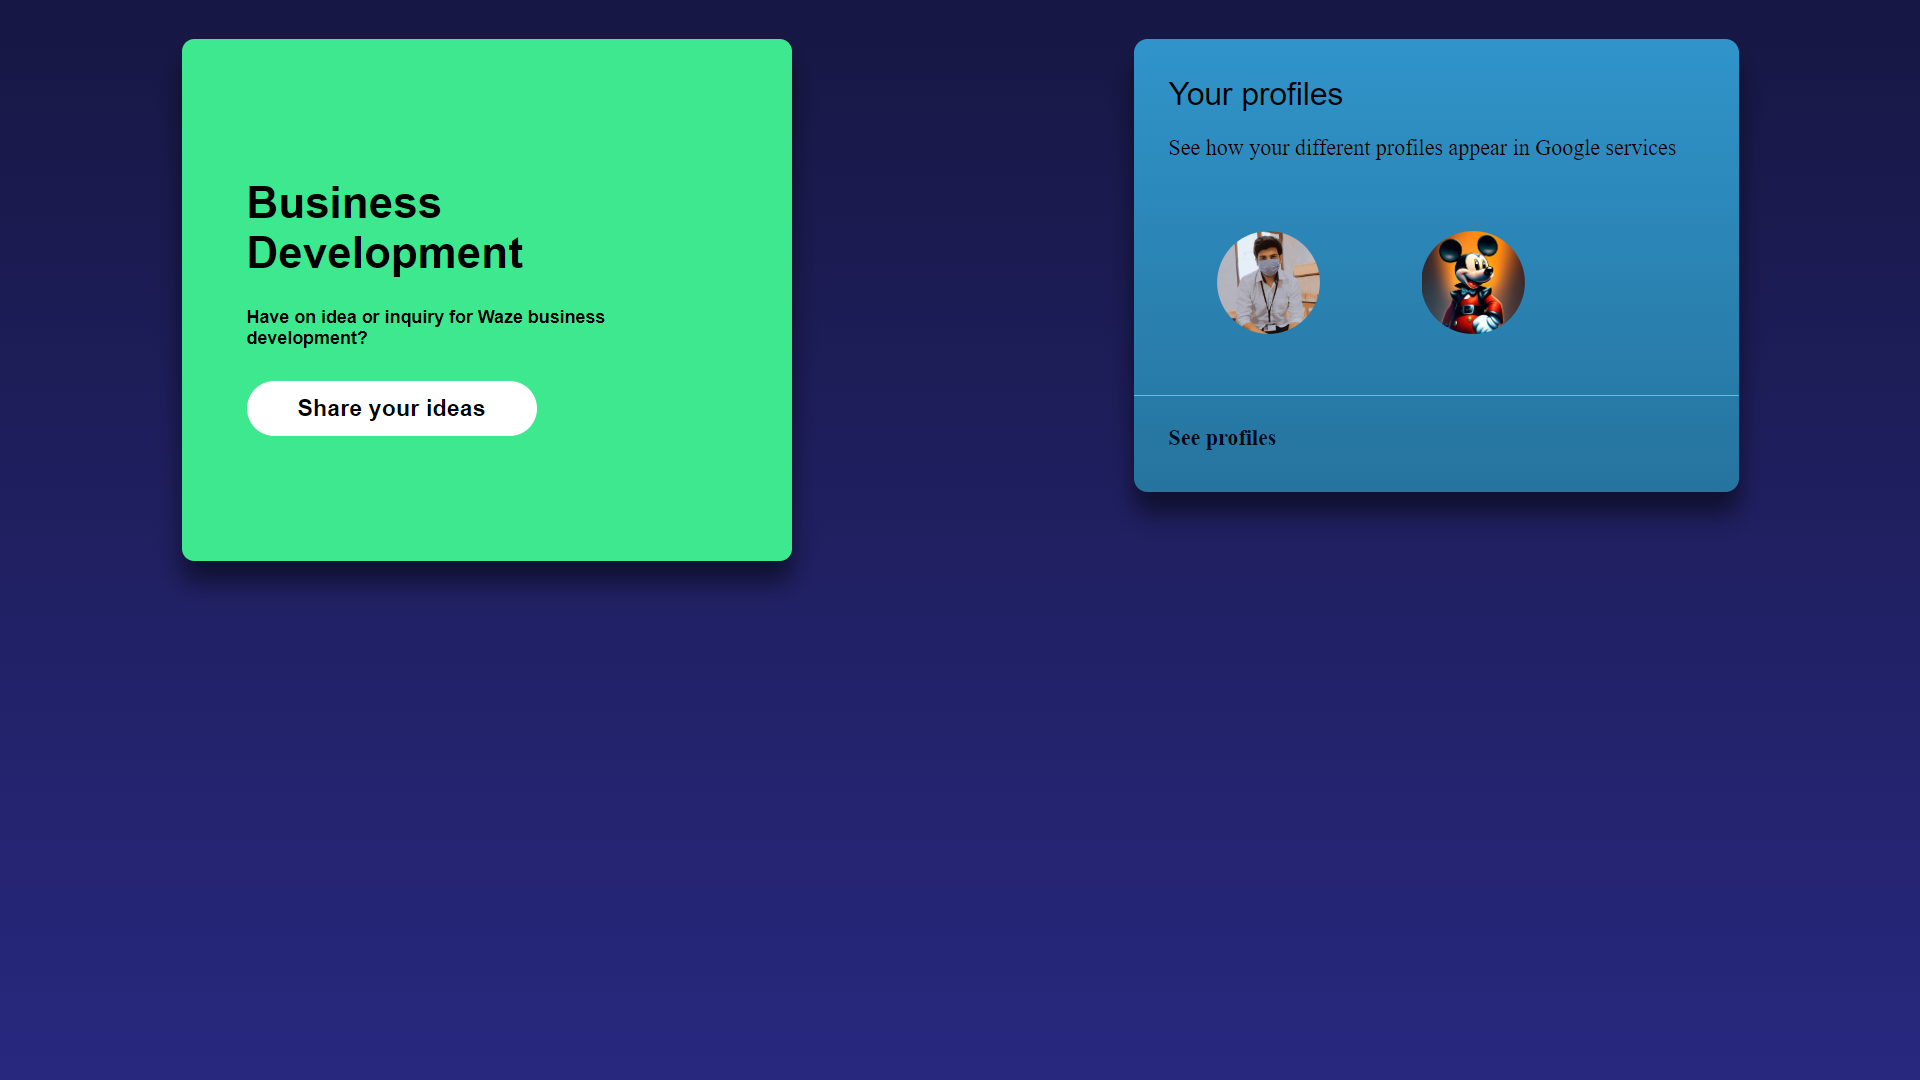 Business
Development
Have on idea or inquiry for Waze business
development?
Share your ideas
Your profiles
See how your different profiles appear in Google services
See profiles